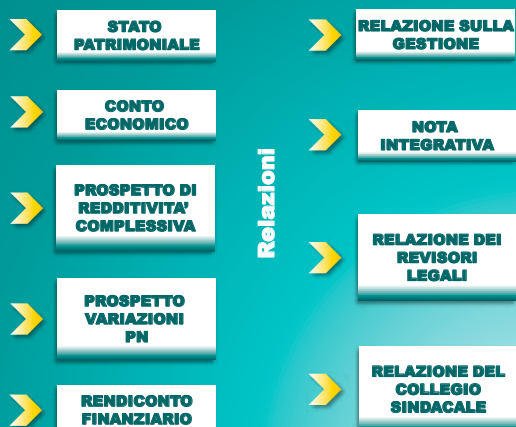 STATO
PATRIMONIALE
CONTO
ECONOMICO
PROSPETTO DI
REDDITIVITA'
COMPLESSIVA
PROSPETTO
VARIAZIONI
PN
RENDICONTO
FINANZIARIO
Relazioni
RELAZIONE SULLA
GESTIONE
NOTA
INTEGRATIVA
RELAZIONE DEI
REVISORI
LEGALI
RELAZIONE DEL
COLLEGIO
SINDACALE